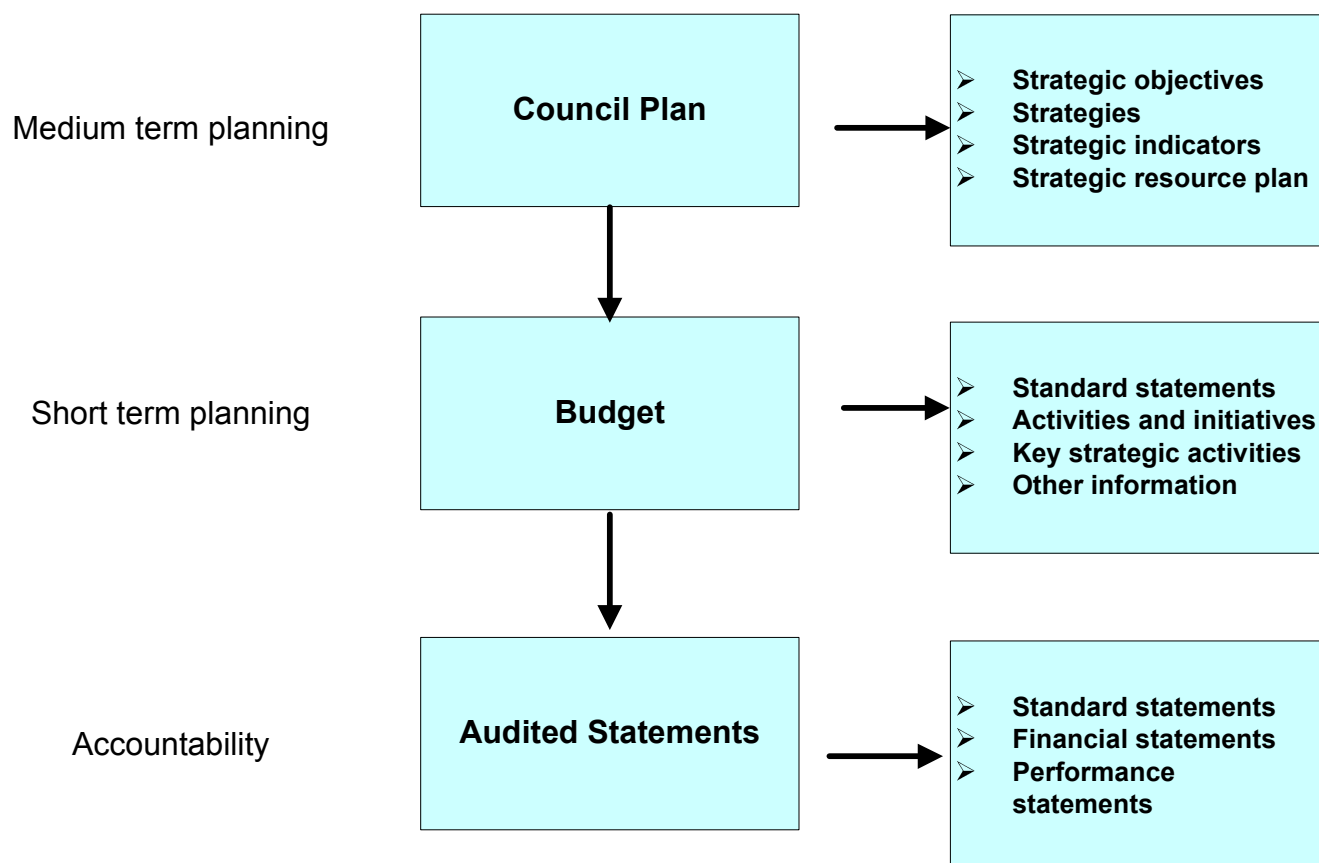 Medium term planning
Council Plan
➢ Strategic objectives
➢ Strategies
➢ Strategic indicators
➢ Strategic resource plan
Short term planning
Budget
➢ Standard statements
➢ Activities and initiatives
➢ Key strategic activities
➢ Other information
Accountability
Audited Statements
➢ Standard statements
➢ Financial statements
➢ Performance
statements